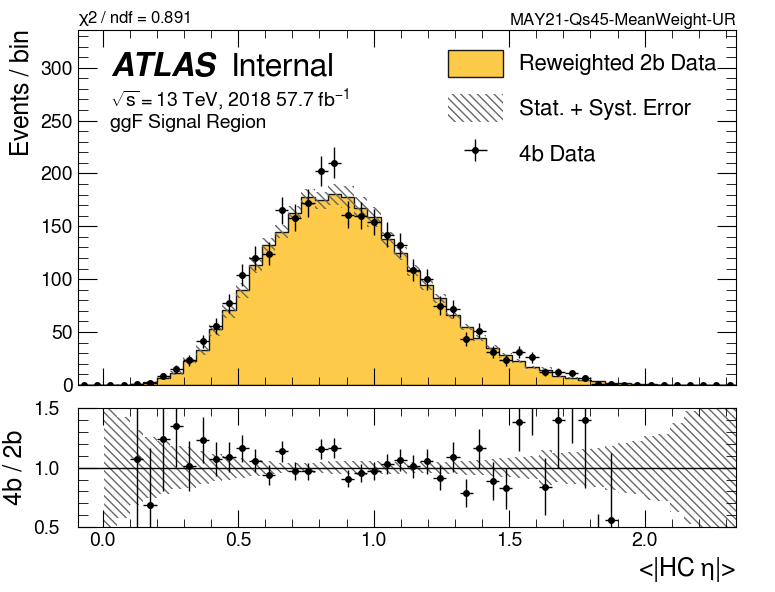 χ2 / ndf = 0.891
MAY21-Qs45-MeanWeight-UR
Events / bin
ATLAS Internal
√s = 13 TeV, 2018 57.7 fb⁻¹
ggF Signal Region
Reweighted 2b Data
Stat. + Syst. Error
4b Data
300
250
200
150
100
50
0
4b / 2b
1.5
1.0
0.5
0.0 0.5 1.0 1.5 2.0
<|HC η|>